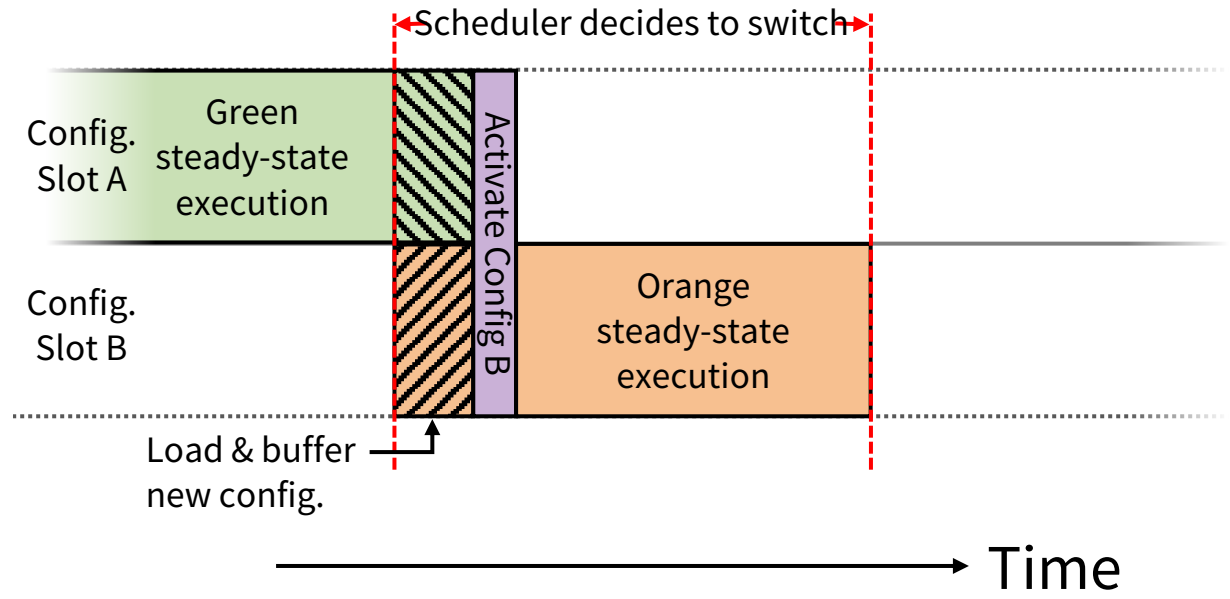 Scheduler decides to switch
Config.
Slot A
Green
steady-state
execution
Activate Config B
Config.
Slot B
Orange
steady-state
execution
Load & buffer
new config.
Time